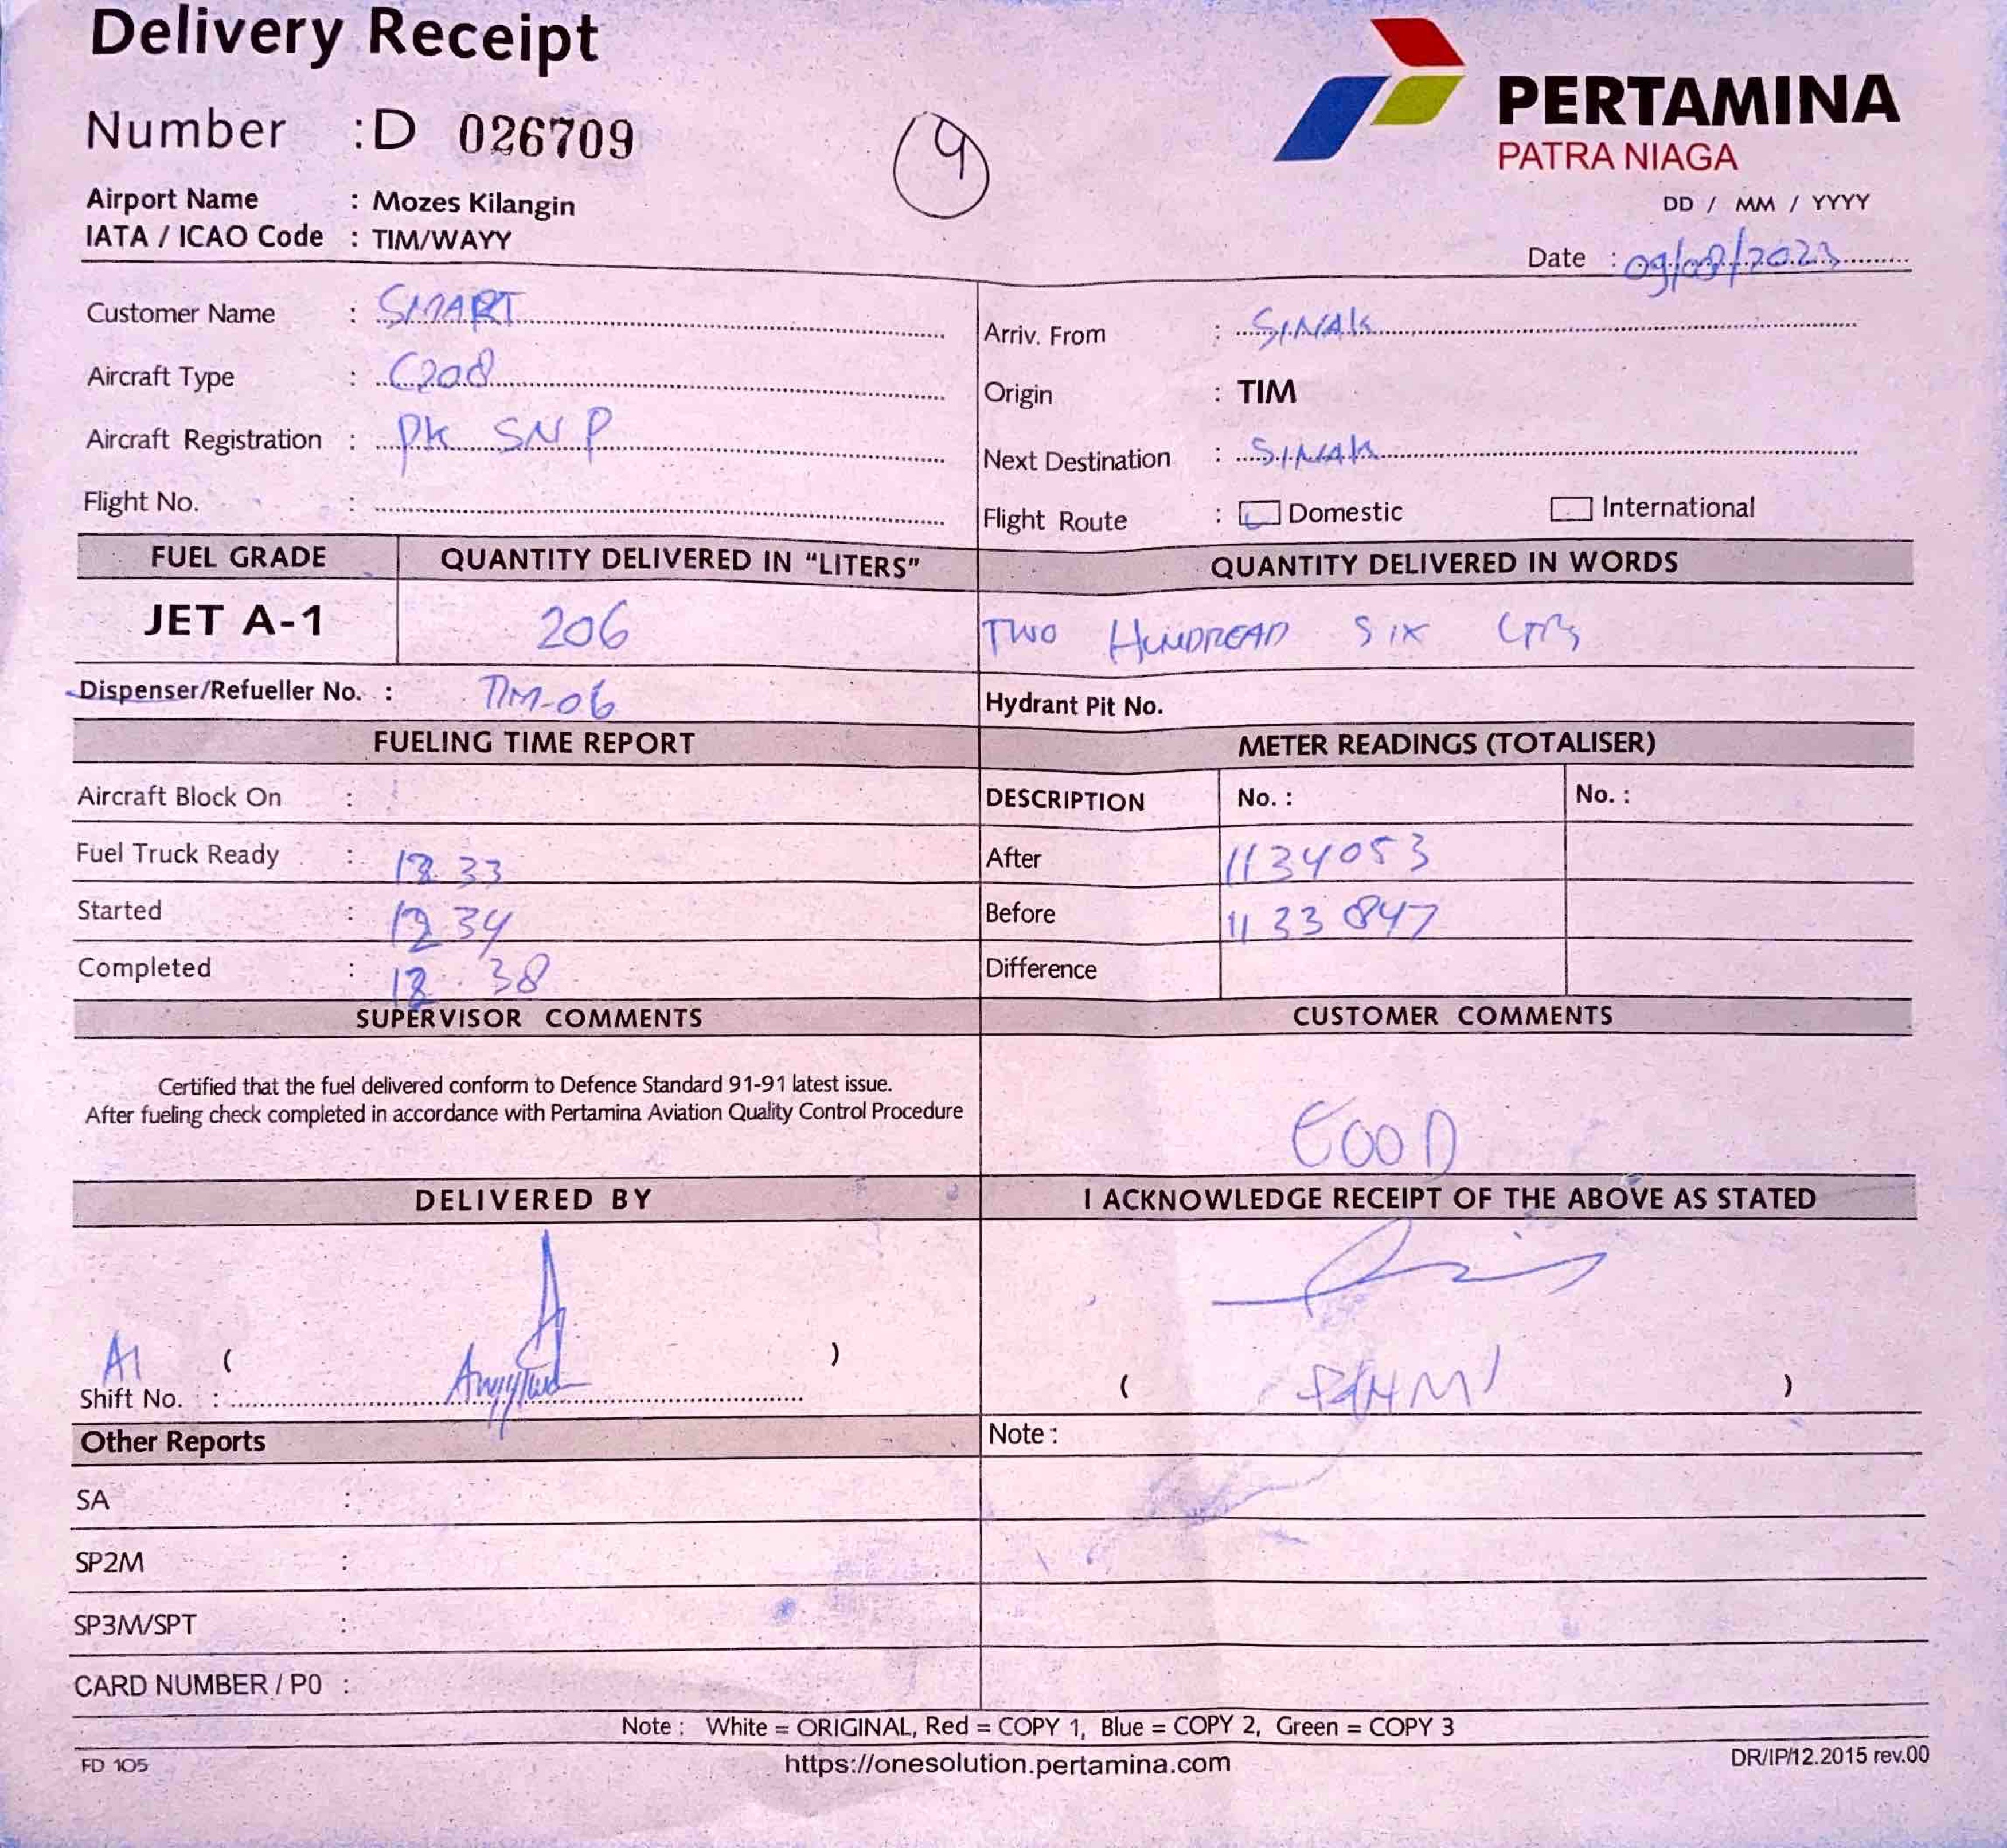 Delivery Receipt
PERTAMINA
PATRA NIAGA
Number : D 026709
4
Airport Name : Mozes Kilangin
IATA / ICAO Code : TIM/WAYY
DD / MM / YYYY
Date : 09/08/2023
Customer Name : SMART
Aircraft Type : C208
Aircraft Registration : PK SNP
Flight No. :
Arriv. From : SINAK
Origin : TIM
Next Destination : SINAK
Flight Route : Domestic International
FUEL GRADE QUANTITY DELIVERED IN "LITERS" QUANTITY DELIVERED IN WORDS
JET A-1 206 TWO HUNDREAD SIX LTRS
Dispenser/Refueller No. : TIM-06 Hydrant Pit No.
FUELING TIME REPORT
Aircraft Block On :
Fuel Truck Ready : 12 33
Started : 12 34
Completed : 12 . 38
METER READINGS (TOTALISER)
DESCRIPTION No. : No. :
After 1134053
Before 1133847
Difference
SUPERVISOR COMMENTS
Certified that the fuel delivered conform to Defence Standard 91-91 latest issue.
After fueling check completed in accordance with Pertamina Aviation Quality Control Procedure
CUSTOMER COMMENTS
GOOD
DELIVERED BY
A1 ( )
Shift No. :
I ACKNOWLEDGE RECEIPT OF THE ABOVE AS STATED
( )
Other Reports
SA :
SP2M :
SP3M/SPT :
CARD NUMBER / PO :
Note :
Note : White = ORIGINAL, Red = COPY 1, Blue = COPY 2, Green = COPY 3
FD 105 https://onesolution.pertamina.com DR/IP/12.2015 rev.00